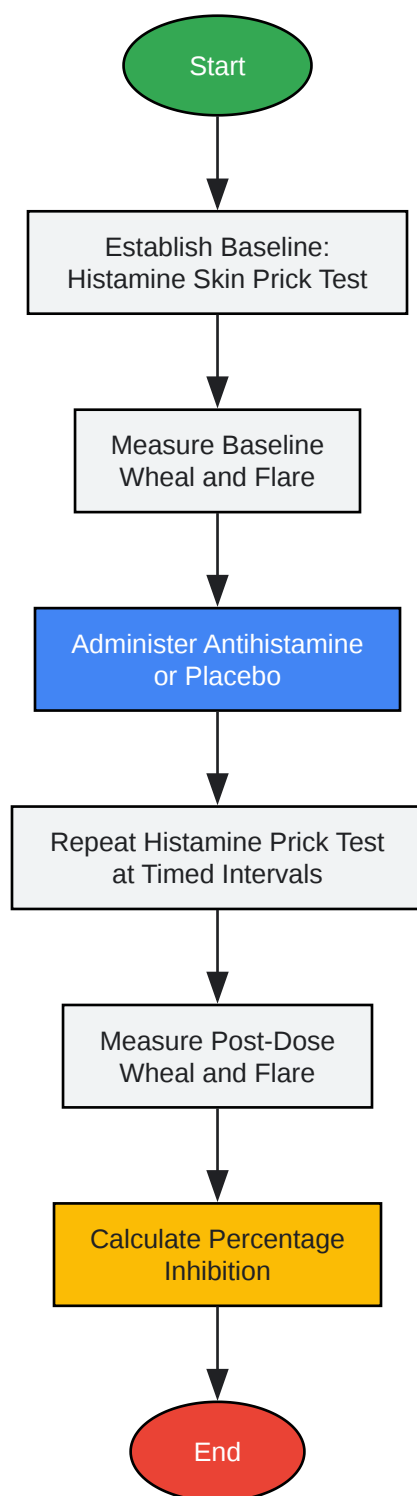 Start
Establish Baseline:
Histamine Skin Prick Test
Measure Baseline
Wheal and Flare
Administer Antihistamine
or Placebo
Repeat Histamine Prick Test
at Timed Intervals
Measure Post-Dose
Wheal and Flare
Calculate Percentage
Inhibition
End